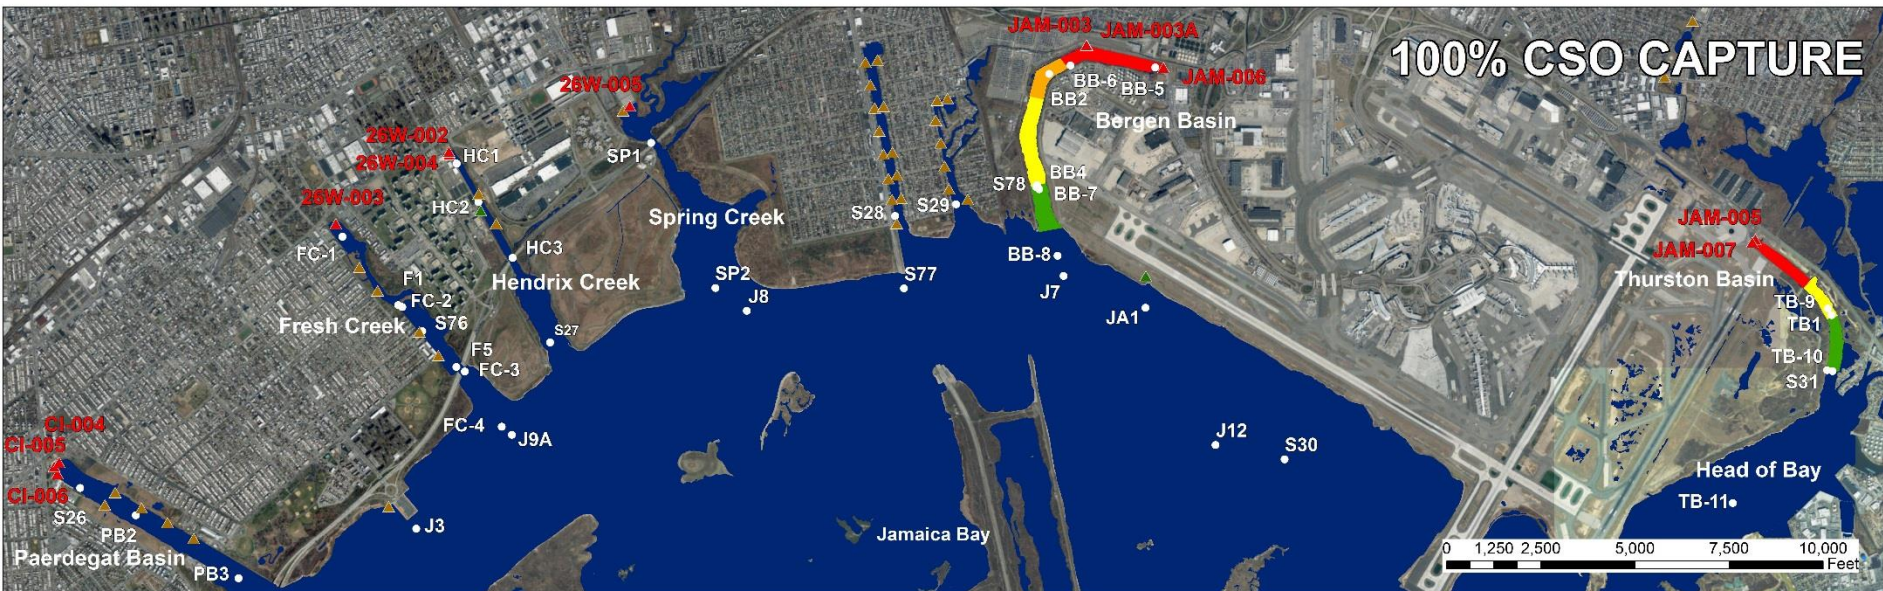 100% CSO CAPTURE
JAM-003
JAM-003A
JAM-006
BB-6
BB2
BB-5
Bergen Basin
26W-005
26W-002
26W-004
HC1
26W-003
HC2
SP1
S78
BB4
BB-7
FC-1
HC3
Spring Creek
S28
S29
JAM-005
JAM-007
F1
FC-2
Hendrix Creek
SP2
S77
BB-8
J7
Thurston Basin
Fresh Creek
S76
S27
J8
JA1
TB-9
TB1
F5
FC-3
TB-10
S31
CI-004
CI-005
CI-006
FC-4
J9A
J12
S30
Head of Bay
TB-11
S26
PB2
J3
Jamaica Bay
Paerdegat Basin
PB3
0 1,250 2,500 5,000 7,500 10,000
Feet